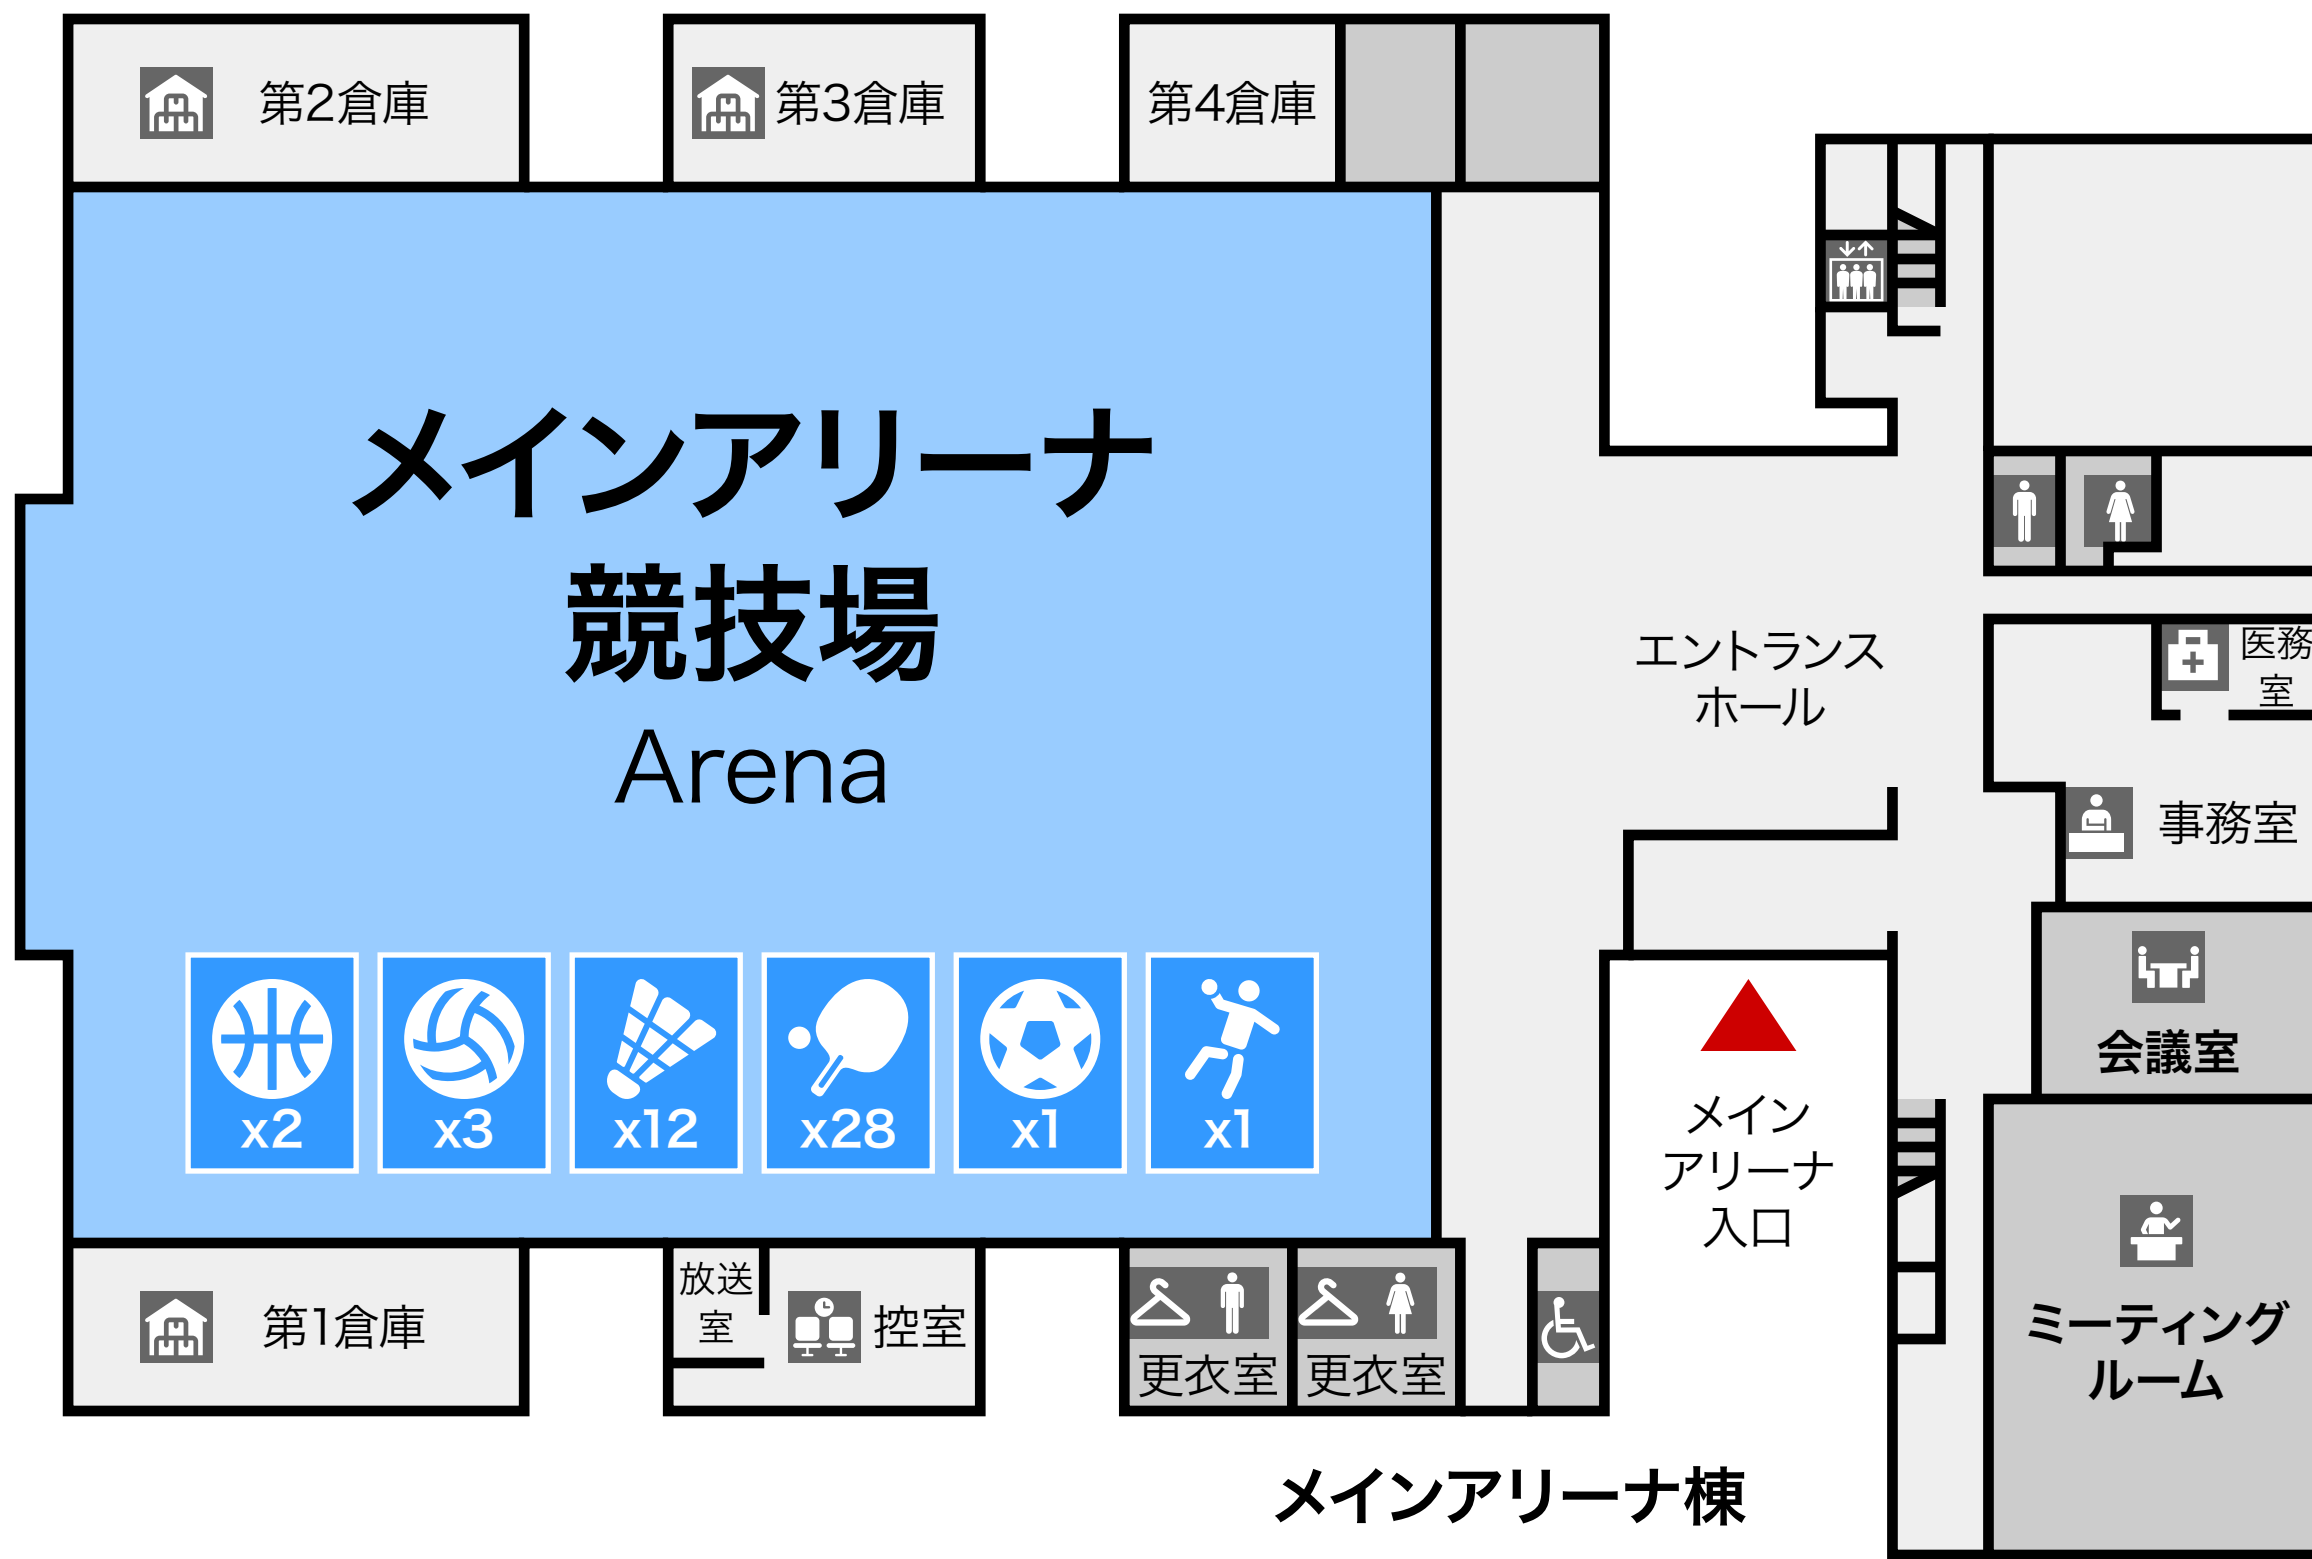 第2倉庫
第3倉庫
第4倉庫
メインアリーナ
競技場
Arena
エントランス
ホール
医務
室
事務室
会議室
x2
x3
x12
x28
x1
x1
メイン
アリーナ
入口
第1倉庫
放送
室
控室
更衣室
更衣室
ミーティング
ルーム
メインアリーナ棟